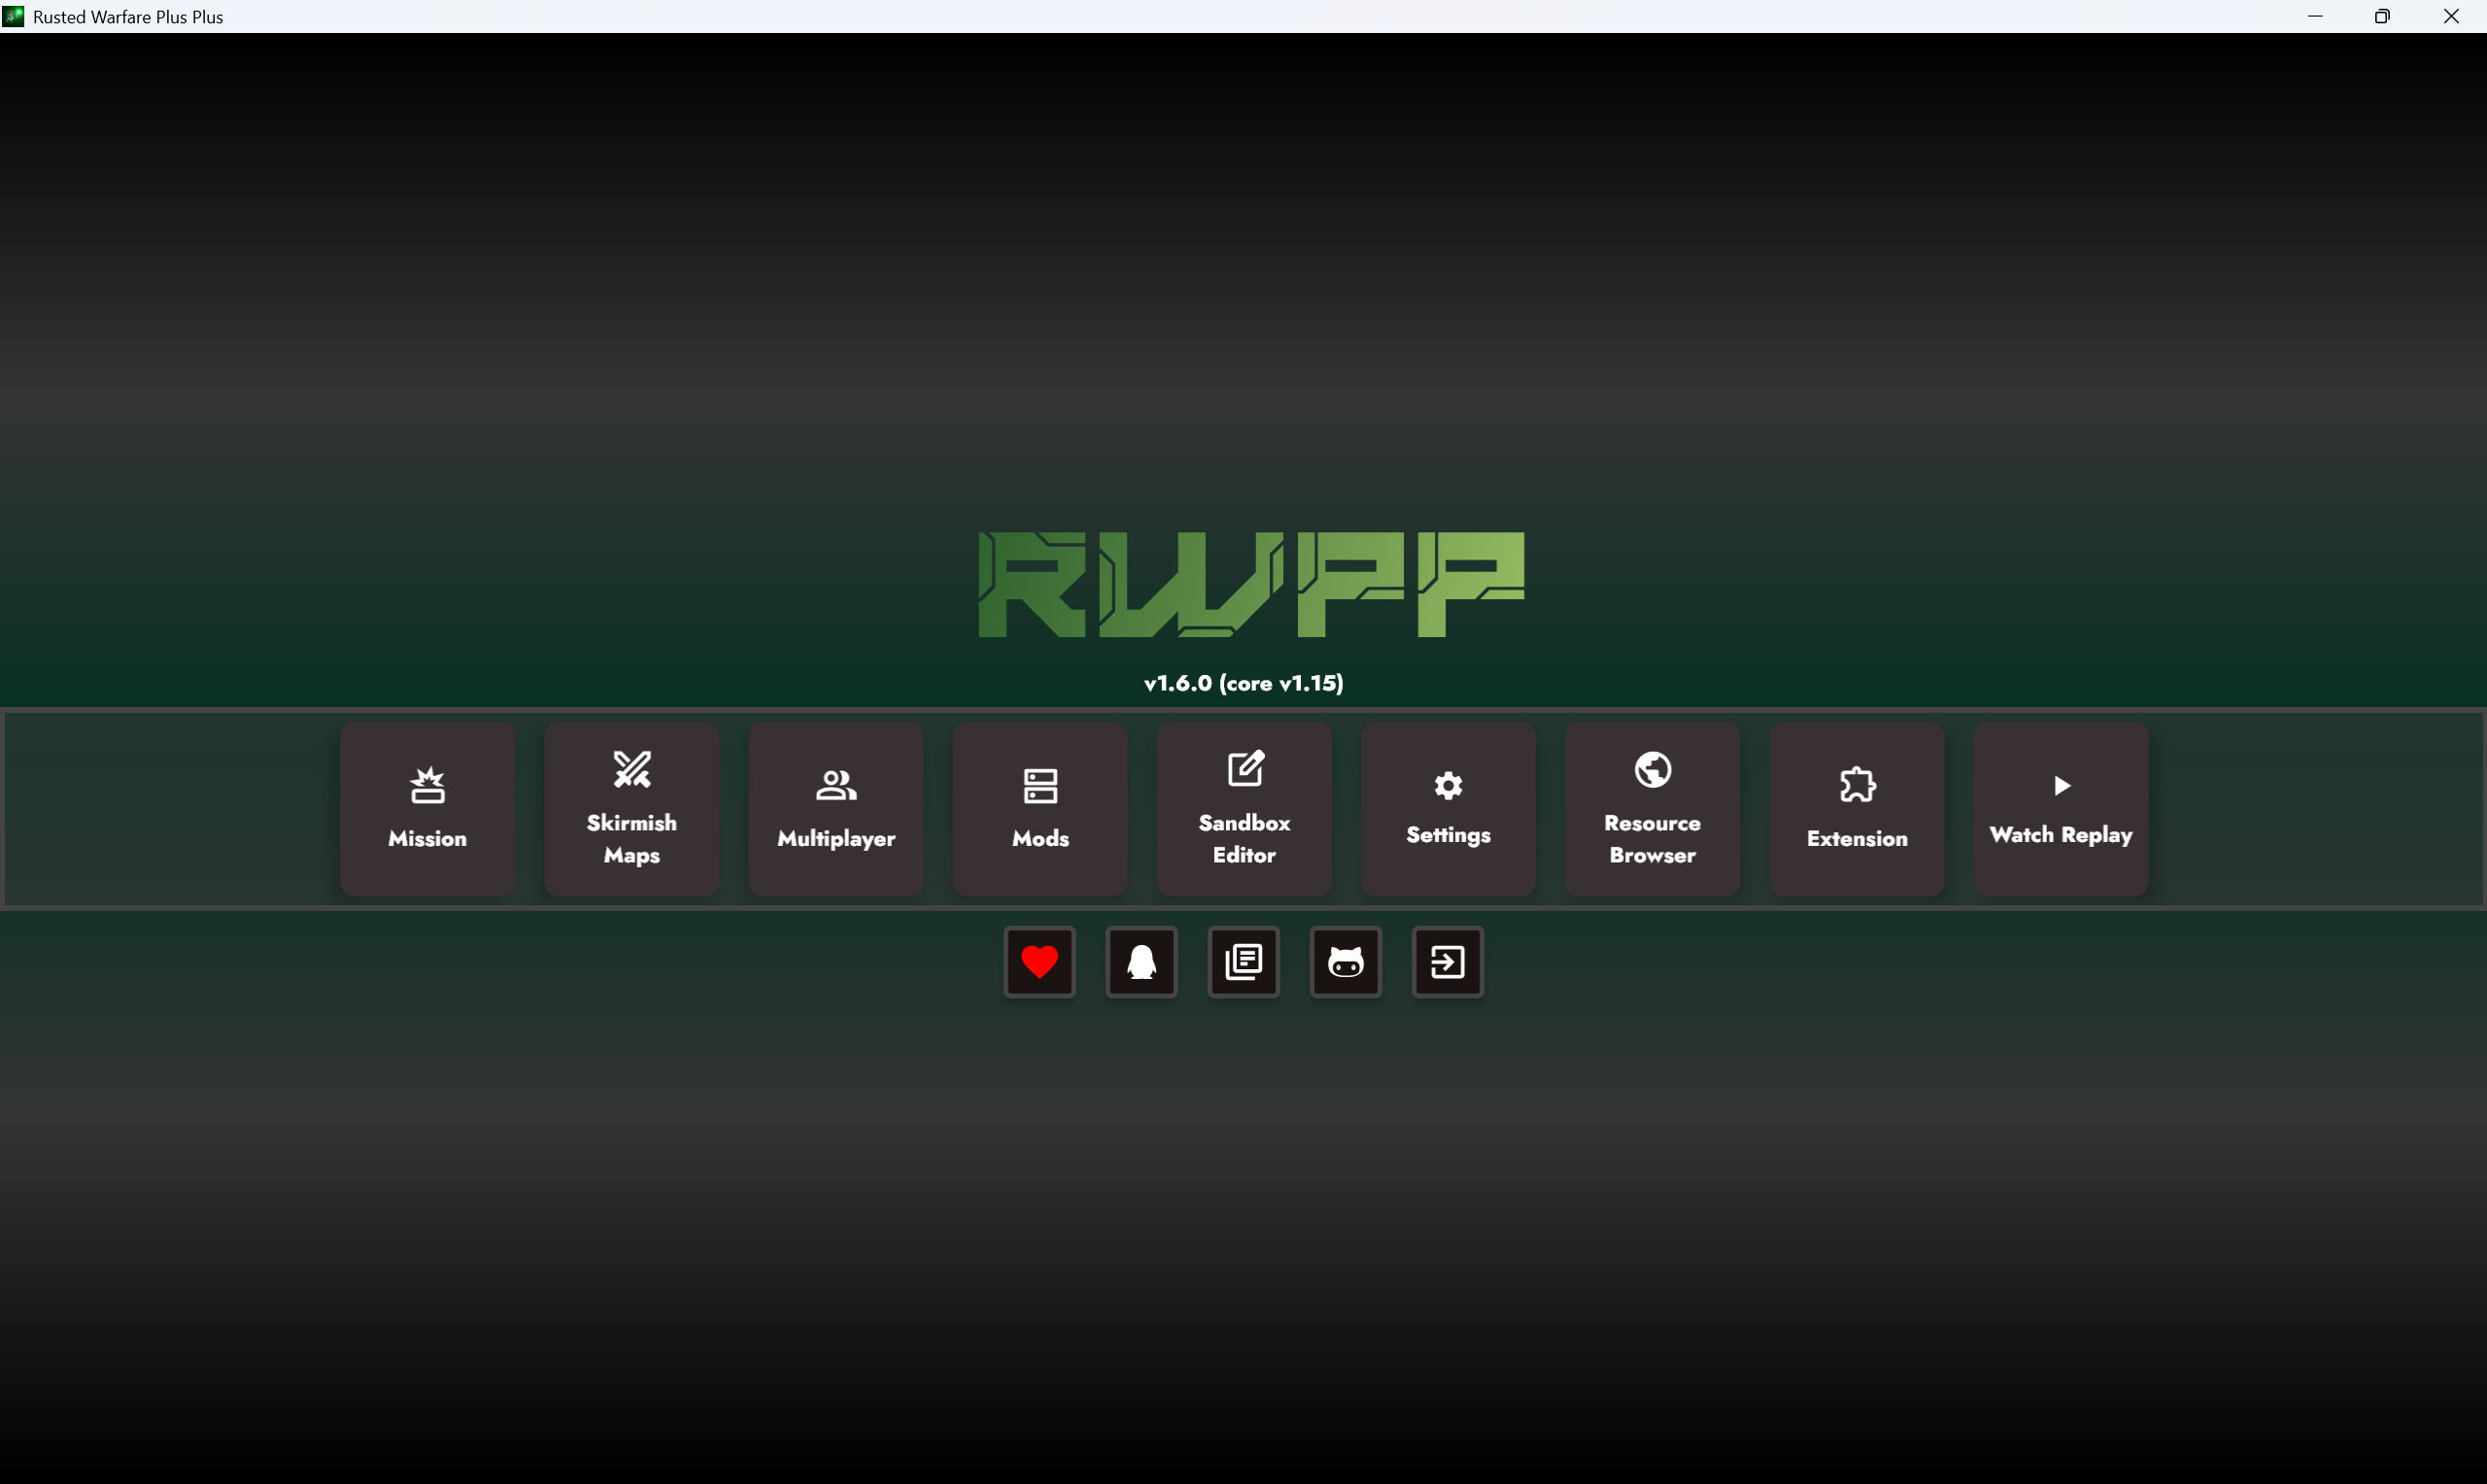 Rusted Warfare Plus Plus
RWPP
v1.6.0 (core v1.15)
Mission
Skirmish
Maps
Multiplayer
Mods
Sandbox
Editor
Settings
Resource
Browser
Extension
Watch Replay